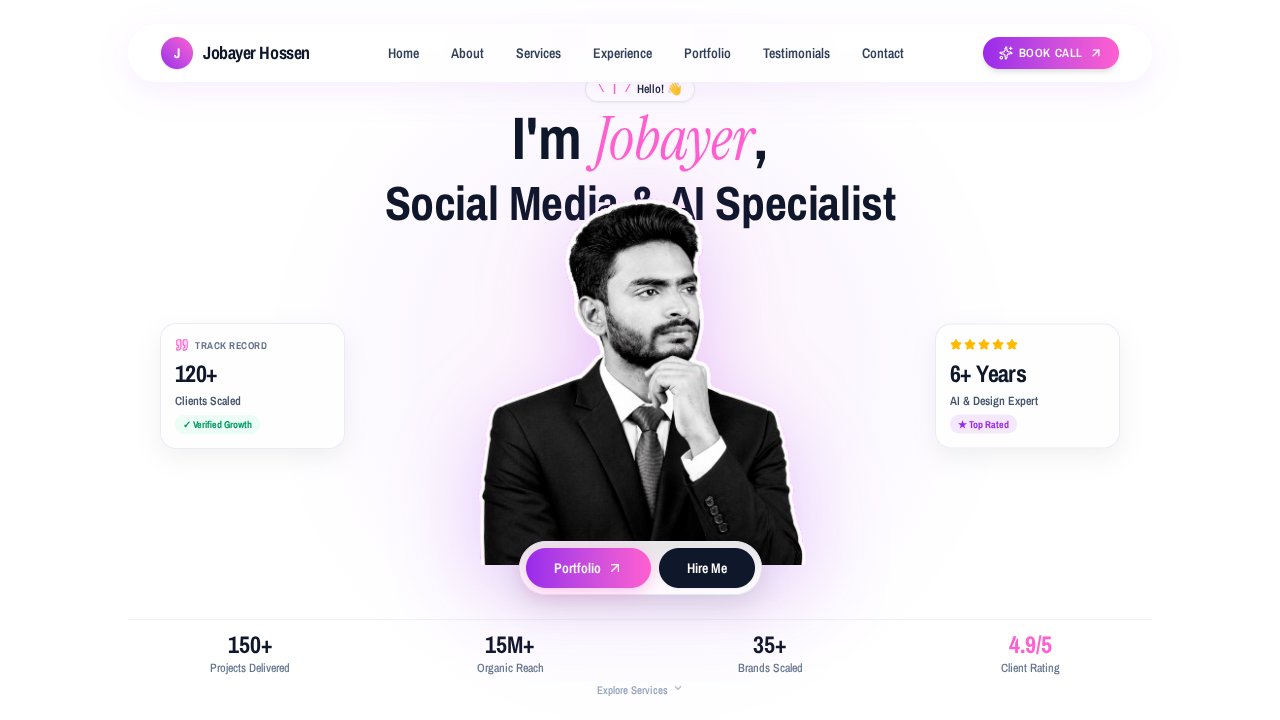 J Jobayer Hossen Home About Services Experience Portfolio Testimonials Contact BOOK CALL
\ | / Hello! 👋
I'm Jobayer,
Social Media & AI Specialist
TRACK RECORD
120+
Clients Scaled
✓ Verified Growth
6+ Years
AI & Design Expert
★ Top Rated
Portfolio Hire Me
150+ 15M+ 35+ 4.9/5
Projects Delivered Organic Reach Brands Scaled Client Rating
Explore Services